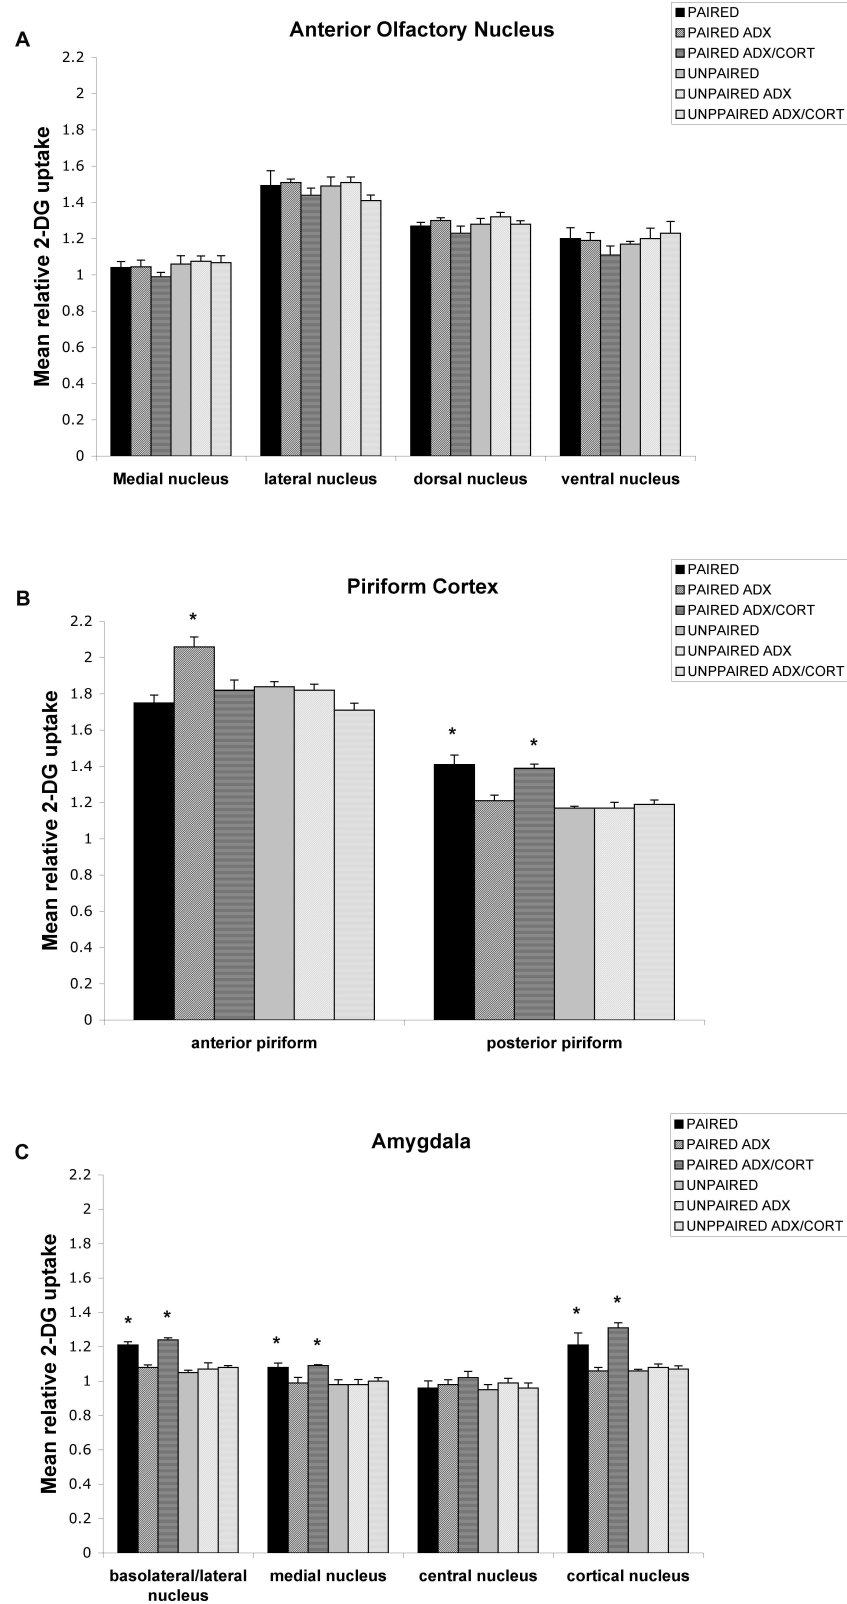 A
Anterior Olfactory Nucleus
PAIRED
PAIRED ADX
PAIRED ADX/CORT
UNPAIRED
UNPAIRED ADX
UNPPAIRED ADX/CORT
Mean relative 2-DG uptake
2.2
2
1.8
1.6
1.4
1.2
1
0.8
0.6
0.4
0.2
0
Medial nucleus lateral nucleus dorsal nucleus ventral nucleus
B
Piriform Cortex
PAIRED
PAIRED ADX
PAIRED ADX/CORT
UNPAIRED
UNPAIRED ADX
UNPPAIRED ADX/CORT
Mean relative 2-DG uptake
2.2
2
1.8
1.6
1.4
1.2
1
0.8
0.6
0.4
0.2
0
*
* *
anterior piriform posterior piriform
C
Amygdala
PAIRED
PAIRED ADX
PAIRED ADX/CORT
UNPAIRED
UNPAIRED ADX
UNPPAIRED ADX/CORT
Mean relative 2-DG uptake
2.2
2
1.8
1.6
1.4
1.2
1
0.8
0.6
0.4
0.2
0
* * * * * *
basolateral/lateral nucleus
medial nucleus central nucleus cortical nucleus